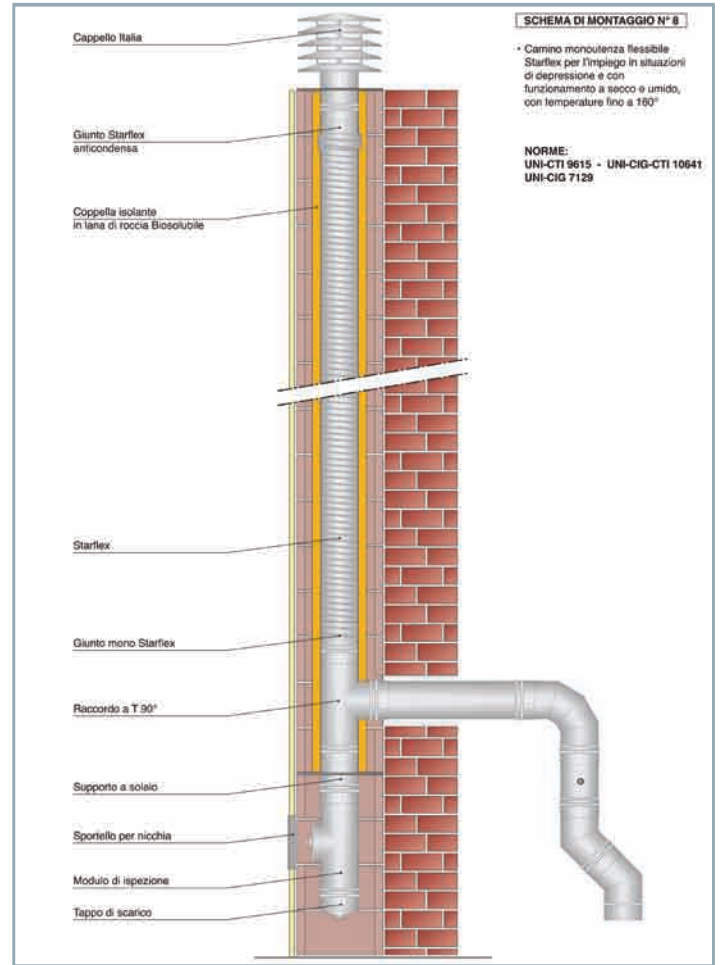 SCHEMA DI MONTAGGIO N° 8
• Camino monoutenza flessibile
Starflex per l'impiego in situazioni
di depressione e con
funzionamento a secco e umido,
con temperature fino a 160°
NORME:
UNI-CTI 9615 - UNI-CIG-CTI 10641
UNI-CIG 7129
Cappello Italia
Giunto Starflex
anticondensa
Coppella isolante
in lana di roccia Biosolubile
Starflex
Giunto mono Starflex
Raccordo a T 90°
Supporto a solaio
Sportello per nicchia
Modulo di ispezione
Tappo di scarico